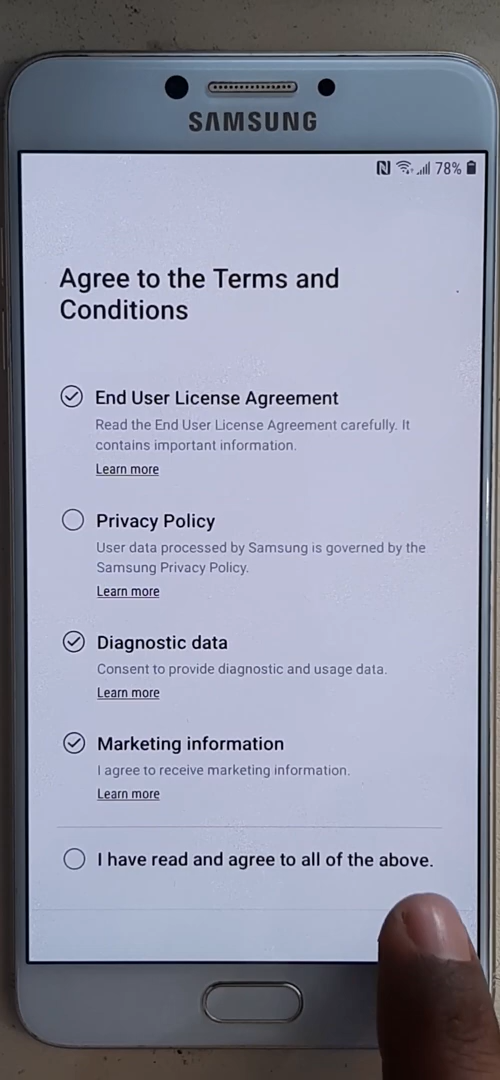 SAMSUNG
78%
Agree to the Terms and
Conditions
End User License Agreement
Read the End User License Agreement carefully. It
contains important information.
Learn more
Privacy Policy
User data processed by Samsung is governed by the
Samsung Privacy Policy.
Learn more
Diagnostic data
Consent to provide diagnostic and usage data.
Learn more
Marketing information
I agree to receive marketing information.
Learn more
I have read and agree to all of the above.